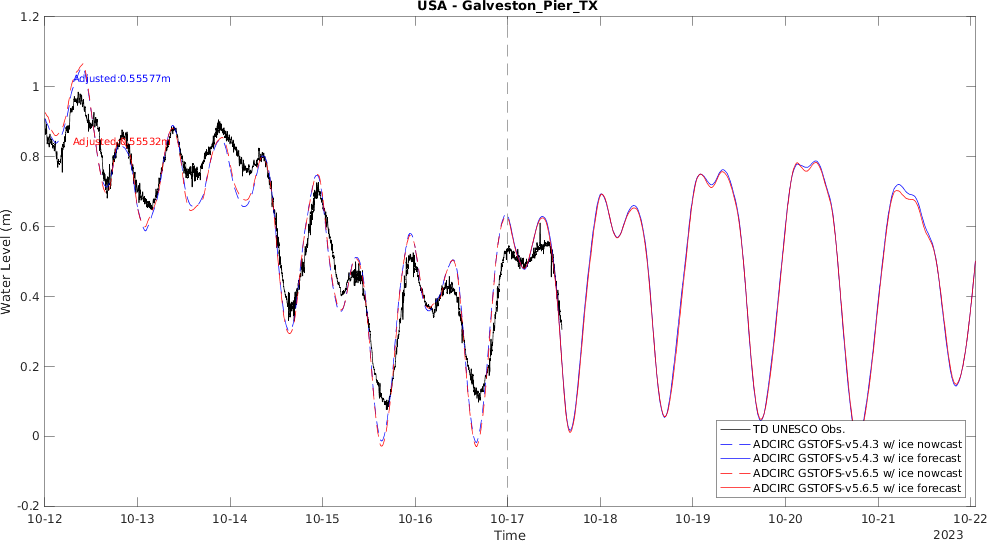 USA - Galveston_Pier_TX
1.2
1
0.8
0.6
0.4
0.2
0
-0.2
Water Level (m)
Adjusted:0.55577m
Adjusted:0.55532m
TD UNESCO Obs.
ADCIRC GSTOFS-v5.4.3 w/ ice nowcast
ADCIRC GSTOFS-v5.4.3 w/ ice forecast
ADCIRC GSTOFS-v5.6.5 w/ ice nowcast
ADCIRC GSTOFS-v5.6.5 w/ ice forecast
10-12 10-13 10-14 10-15 10-16 10-17 10-18 10-19 10-20 10-21 10-22
Time
2023